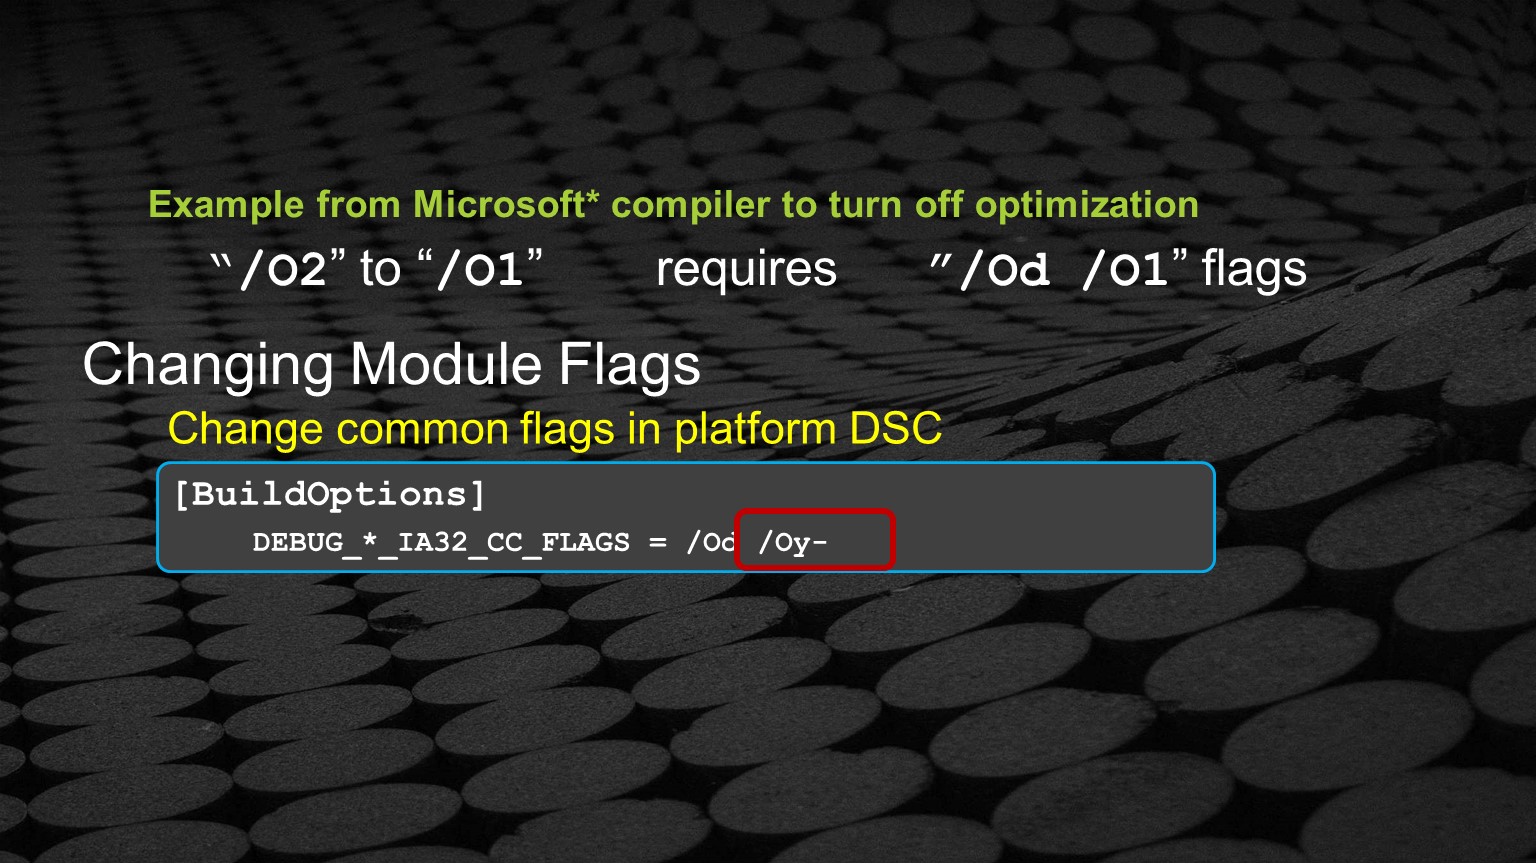 Example from Microsoft* compiler to turn off optimization
“/O2” to “/O1” requires ”/Od /O1” flags
Changing Module Flags
Change common flags in platform DSC
[BuildOptions]
DEBUG_*_IA32_CC_FLAGS = /Od /Oy-